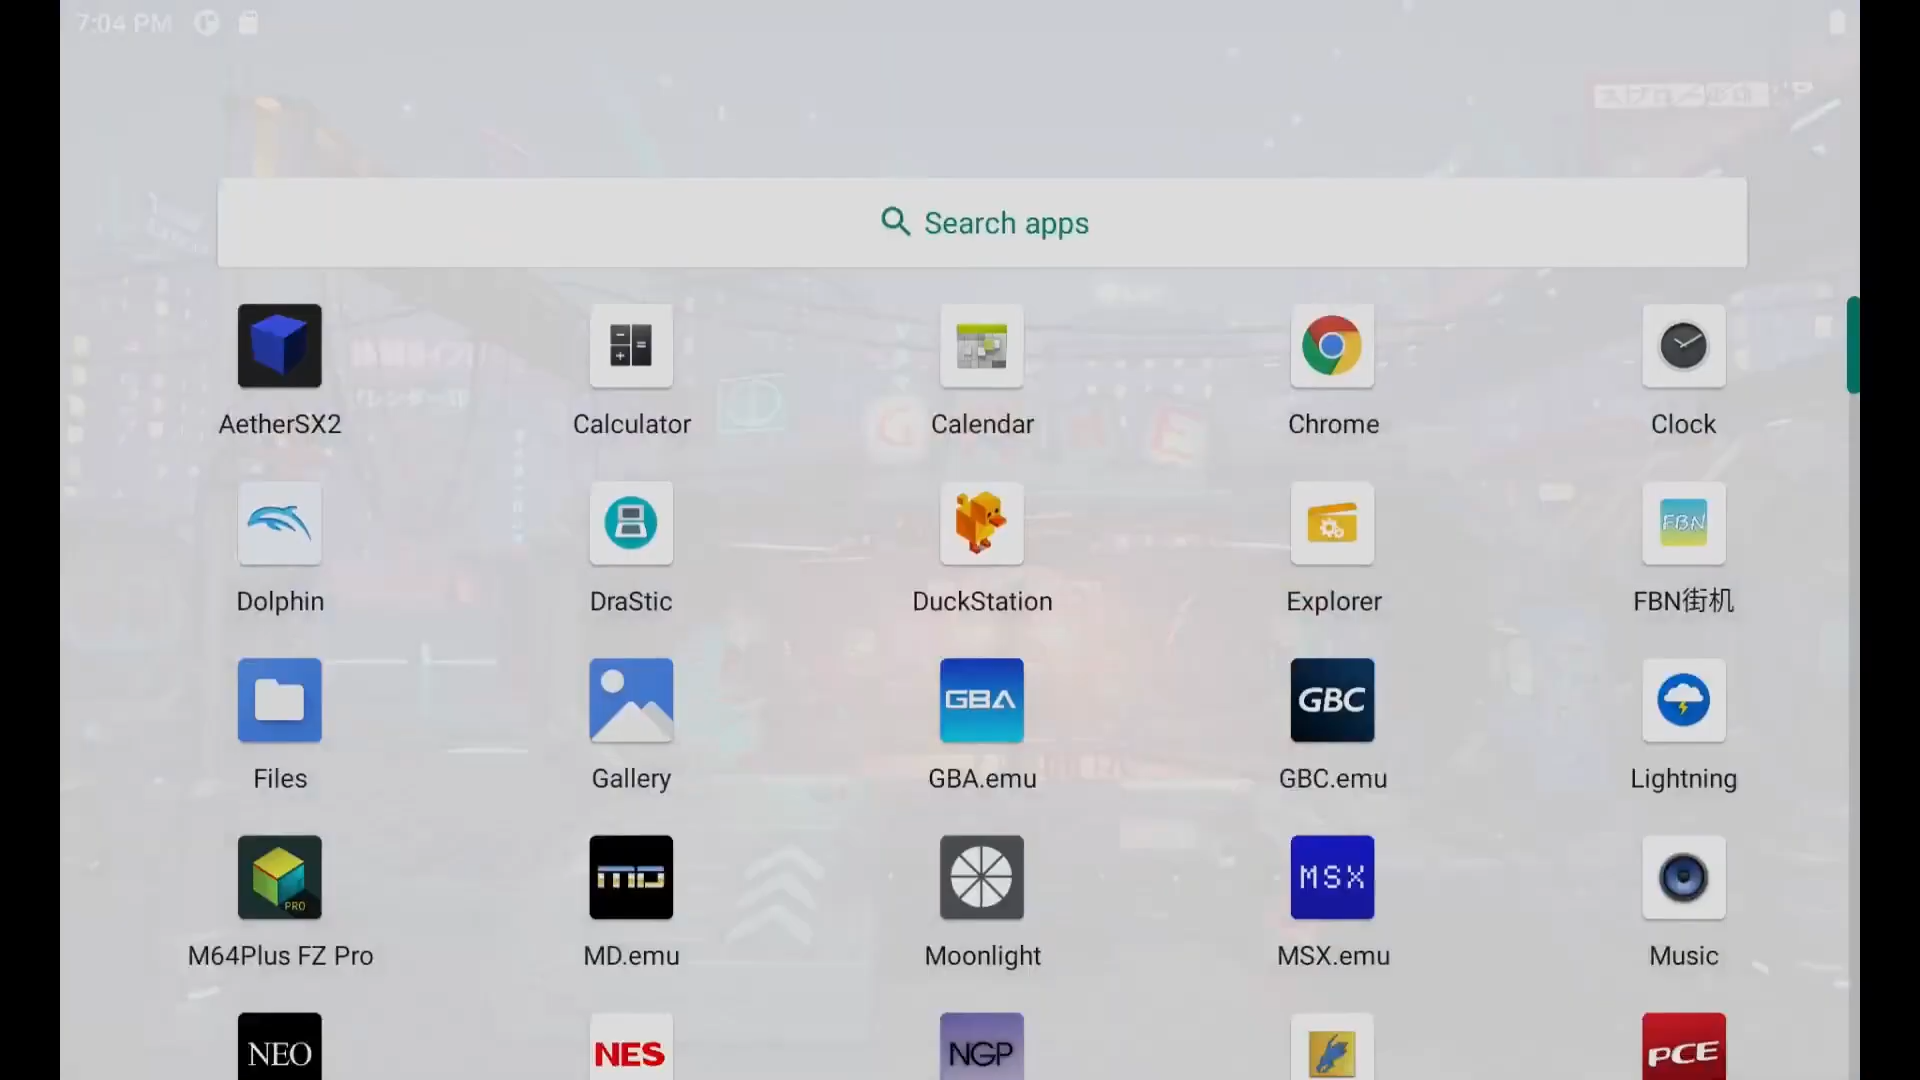 7:04 PM
Search apps
AetherSX2
Calculator
Calendar
Chrome
Clock
FBN
Dolphin
DraStic
DuckStation
Explorer
FBN街机
GBA
GBC
Files
Gallery
GBA.emu
GBC.emu
Lightning
PRO
MD
MSX
M64Plus FZ Pro
MD.emu
Moonlight
MSX.emu
Music
NEO
NES
NGP
PCE